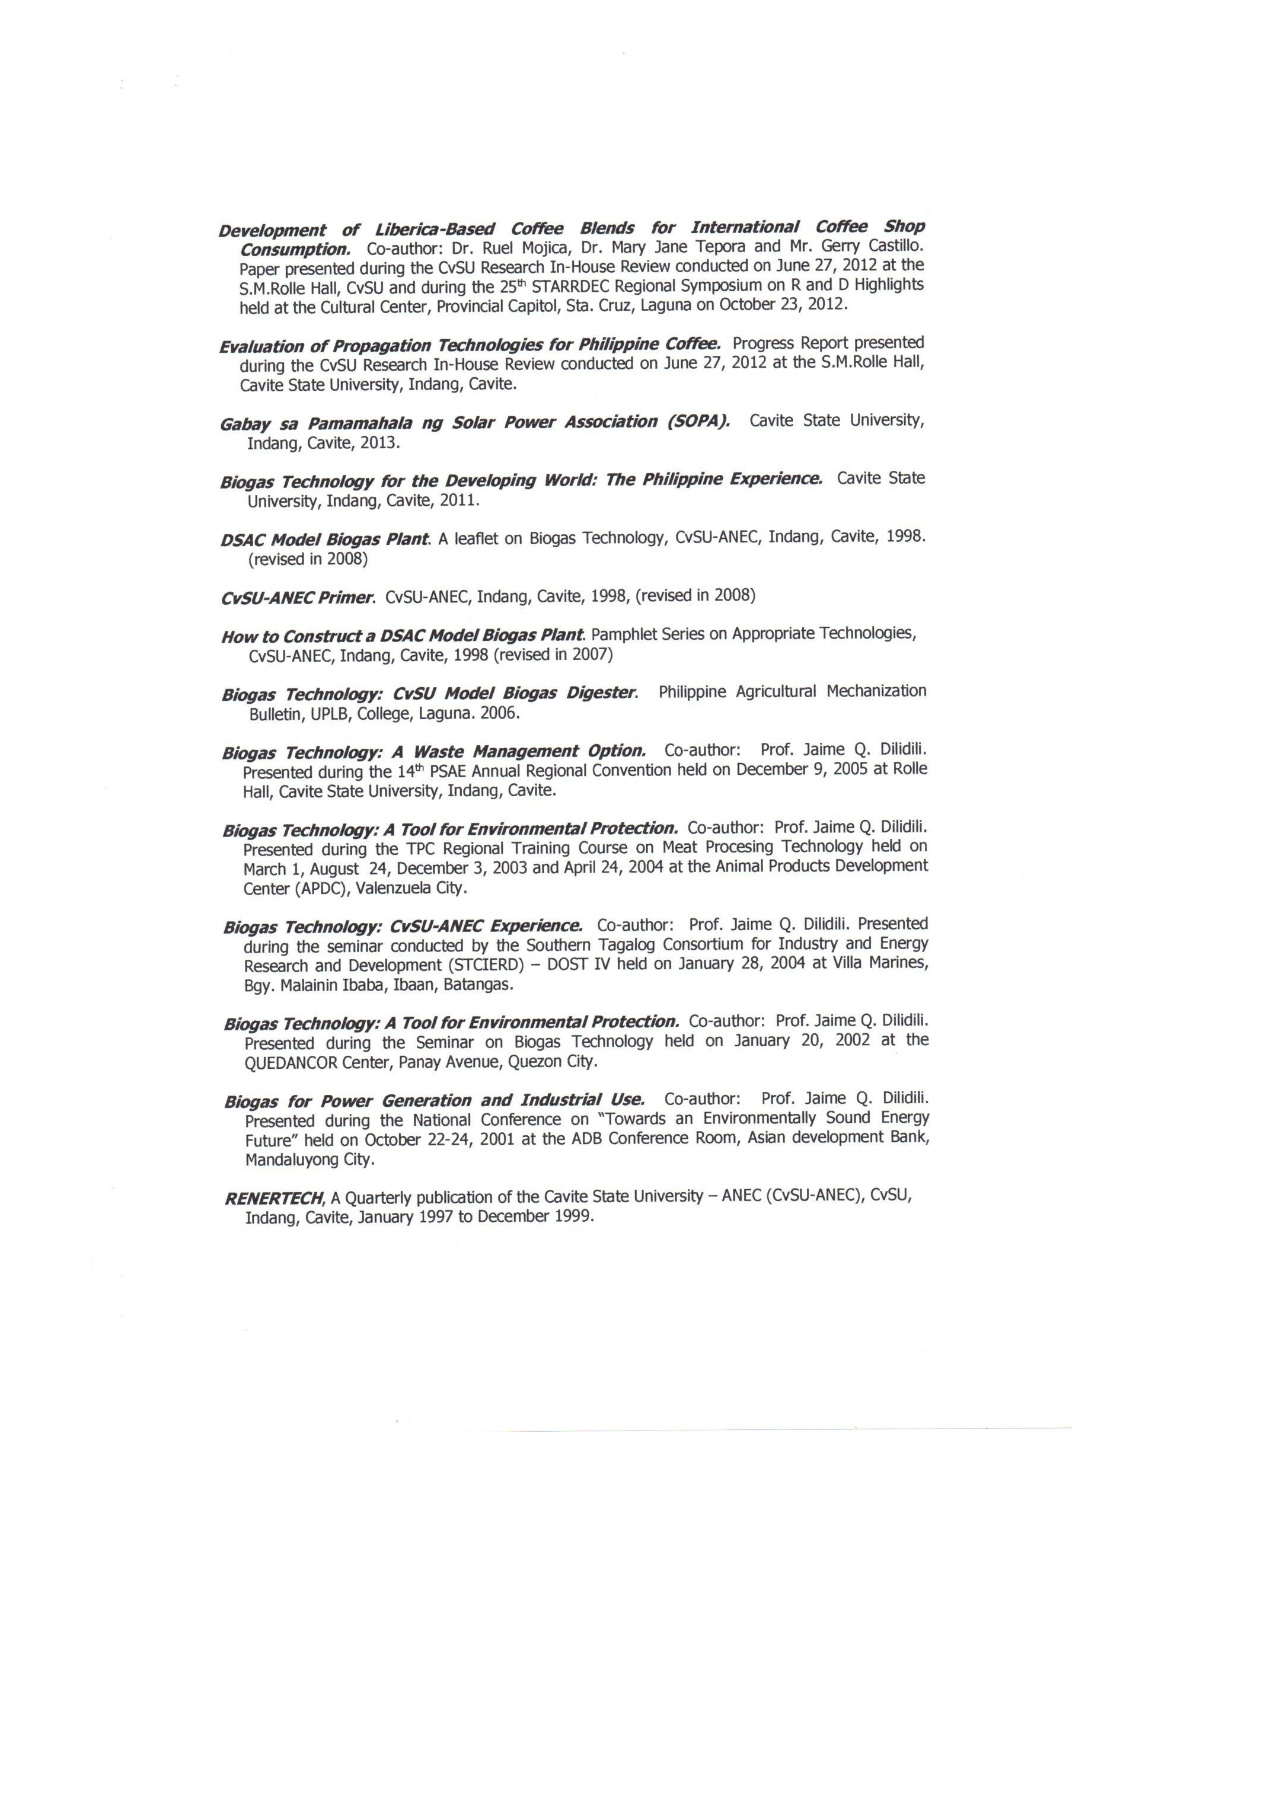 Development of Liberica-Based Coffee Blends for International Coffee Shop
Consumption. Co-author: Dr. Ruel Mojica, Dr. Mary Jane Tepora and Mr. Gerry Castillo.
Paper presented during the CvSU Research In-House Review conducted on June 27, 2012 at the
S.M.Rolle Hall, CvSU and during the 25th STARRDEC Regional Symposium on R and D Highlights
held at the Cultural Center, Provincial Capitol, Sta. Cruz, Laguna on October 23, 2012.
Evaluation of Propagation Technologies for Philippine Coffee. Progress Report presented
during the CvSU Research In-House Review conducted on June 27, 2012 at the S.M.Rolle Hall,
Cavite State University, Indang, Cavite.
Gabay sa Pamamahala ng Solar Power Association (SOPA). Cavite State University,
Indang, Cavite, 2013.
Biogas Technology for the Developing World: The Philippine Experience. Cavite State
University, Indang, Cavite, 2011.
DSAC Model Biogas Plant. A leaflet on Biogas Technology, CvSU-ANEC, Indang, Cavite, 1998.
(revised in 2008)
CvSU-ANEC Primer. CvSU-ANEC, Indang, Cavite, 1998, (revised in 2008)
How to Construct a DSAC Model Biogas Plant. Pamphlet Series on Appropriate Technologies,
CvSU-ANEC, Indang, Cavite, 1998 (revised in 2007)
Biogas Technology: CvSU Model Biogas Digester. Philippine Agricultural Mechanization
Bulletin, UPLB, College, Laguna. 2006.
Biogas Technology: A Waste Management Option. Co-author: Prof. Jaime Q. Dilidili.
Presented during the 14th PSAE Annual Regional Convention held on December 9, 2005 at Rolle
Hall, Cavite State University, Indang, Cavite.
Biogas Technology: A Tool for Environmental Protection. Co-author: Prof. Jaime Q. Dilidili.
Presented during the TPC Regional Training Course on Meat Procesing Technology held on
March 1, August 24, December 3, 2003 and April 24, 2004 at the Animal Products Development
Center (APDC), Valenzuela City.
Biogas Technology: CvSU-ANEC Experience. Co-author: Prof. Jaime Q. Dilidili. Presented
during the seminar conducted by the Southern Tagalog Consortium for Industry and Energy
Research and Development (STCIERD) – DOST IV held on January 28, 2004 at Villa Marines,
Bgy. Malainin Ibaba, Ibaan, Batangas.
Biogas Technology: A Tool for Environmental Protection. Co-author: Prof. Jaime Q. Dilidili.
Presented during the Seminar on Biogas Technology held on January 20, 2002 at the
QUEDANCOR Center, Panay Avenue, Quezon City.
Biogas for Power Generation and Industrial Use. Co-author: Prof. Jaime Q. Dilidili.
Presented during the National Conference on "Towards an Environmentally Sound Energy
Future" held on October 22-24, 2001 at the ADB Conference Room, Asian development Bank,
Mandaluyong City.
RENERTECH, A Quarterly publication of the Cavite State University – ANEC (CvSU-ANEC), CvSU,
Indang, Cavite, January 1997 to December 1999.